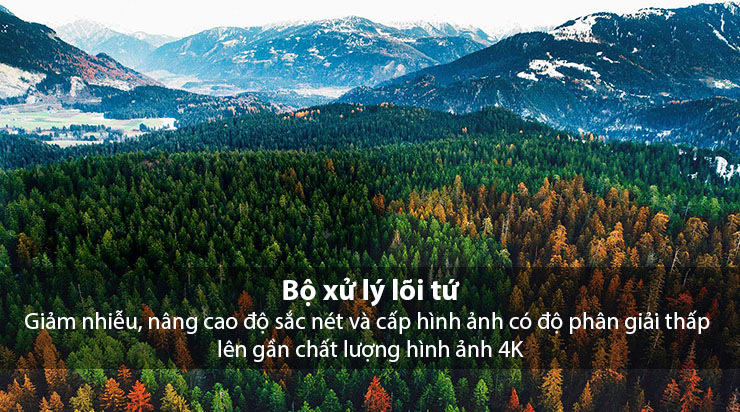 Bộ xử lý lõi tứ
Giảm nhiễu, nâng cao độ sắc nét và cấp hình ảnh có độ phân giải thấp
lên gần chất lượng hình ảnh 4K